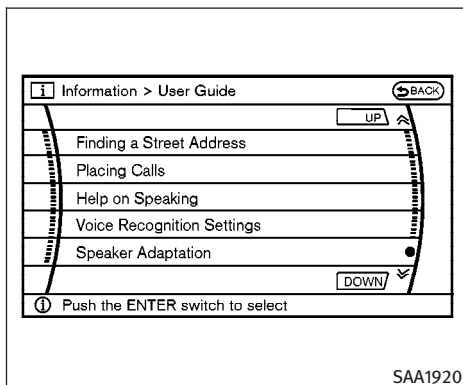 i Information > User Guide BACK
UP
Finding a Street Address
Placing Calls
Help on Speaking
Voice Recognition Settings
Speaker Adaptation
DOWN
i Push the ENTER switch to select
SAA1920